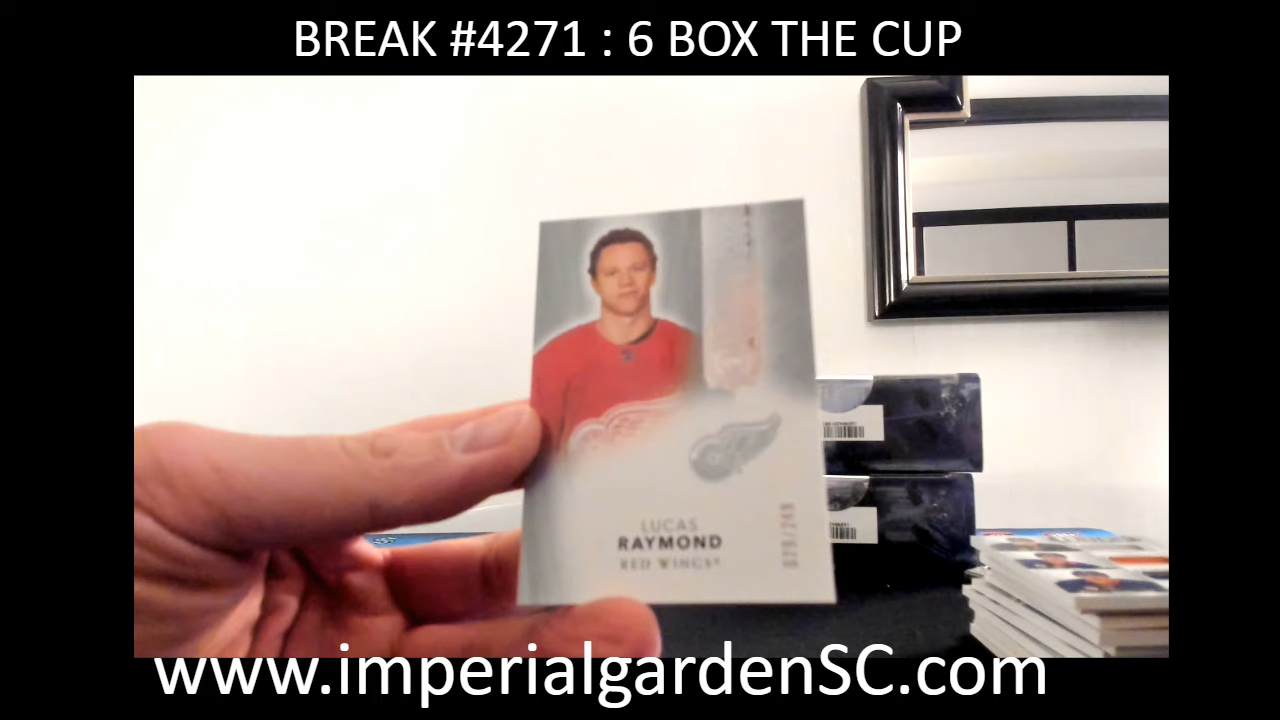 BREAK #4271 : 6 BOX THE CUP
LUCAS
RAYMOND
RED WINGS
www.imperialgardenSC.com